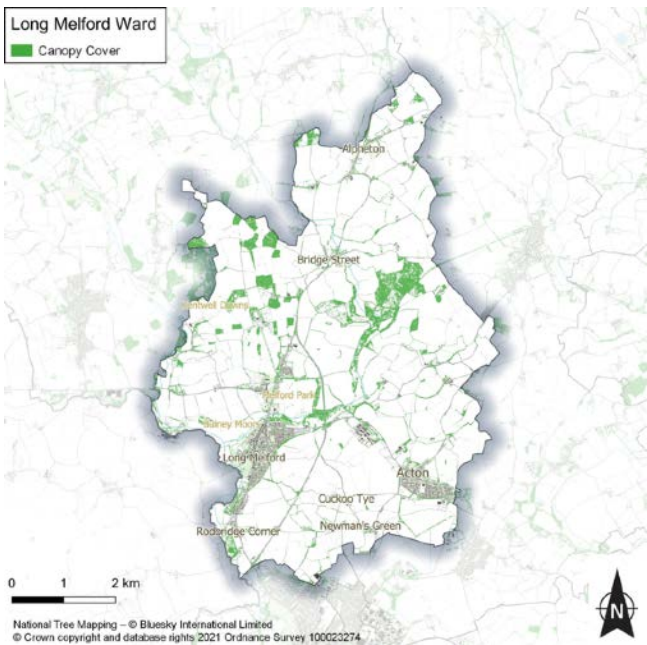 Long Melford Ward
Canopy Cover
Alpheton
Bridge Street
Kentwell Downs
Melford Park
Long Melford
Acton
Cuckoo Tye
Newman's Green
Rodbridge Corner
0 1 2 km
N
National Tree Mapping – © Bluesky International Limited
© Crown copyright and database rights 2021 Ordnance Survey 100023274